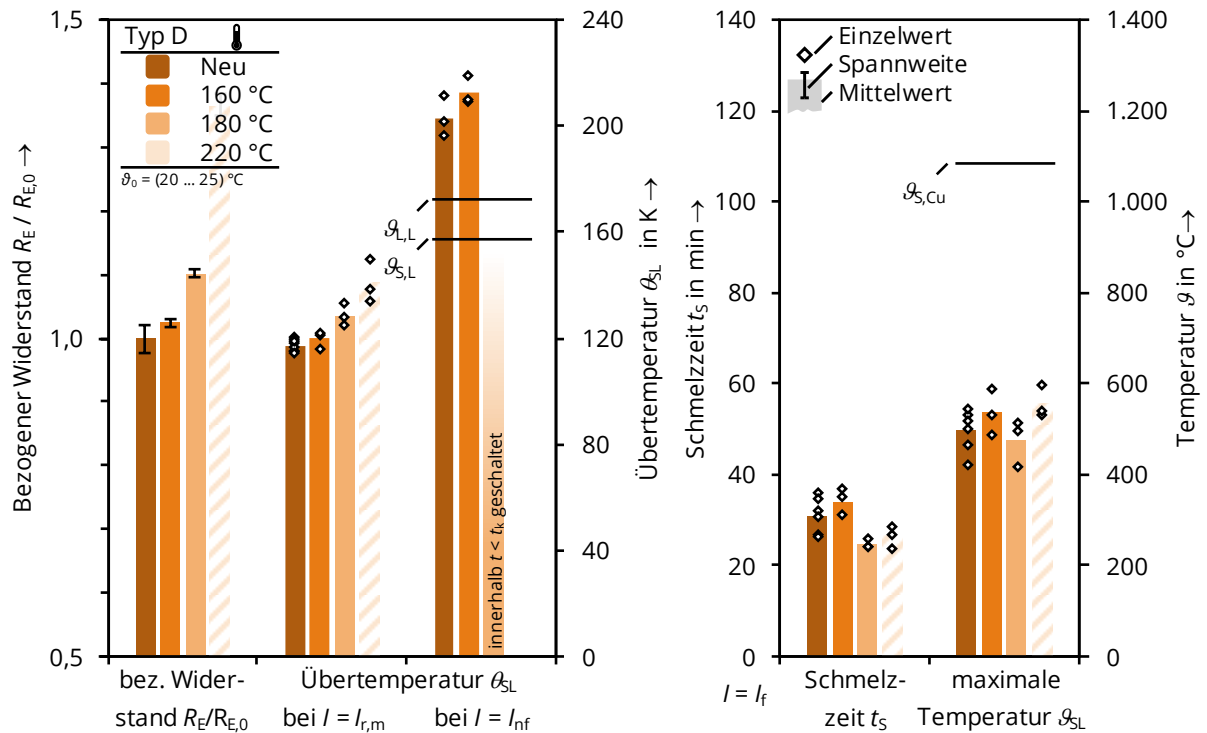 1,5
1,0
0,5
Bezogener Widerstand R_E / R_E,0 →
Typ D
Neu
160 °C
180 °C
220 °C
ϑ_0 = (20 ... 25) °C
ϑ_L,L
ϑ_S,L
innerhalb t < t_k geschaltet
240
200
160
120
80
40
0
Übertemperatur θ_SL in K →
bez. Wider-
stand R_E/R_E,0
Übertemperatur θ_SL
bei I = I_r,m
bei I = I_nf
Schmelzzeit t_S in min →
140
120
100
80
60
40
20
0
Einzelwert
Spannweite
Mittelwert
ϑ_S,Cu
1.400
1.200
1.000
800
600
400
200
0
Temperatur ϑ in °C →
I = I_f
Schmelz-
zeit t_S
maximale
Temperatur ϑ_SL